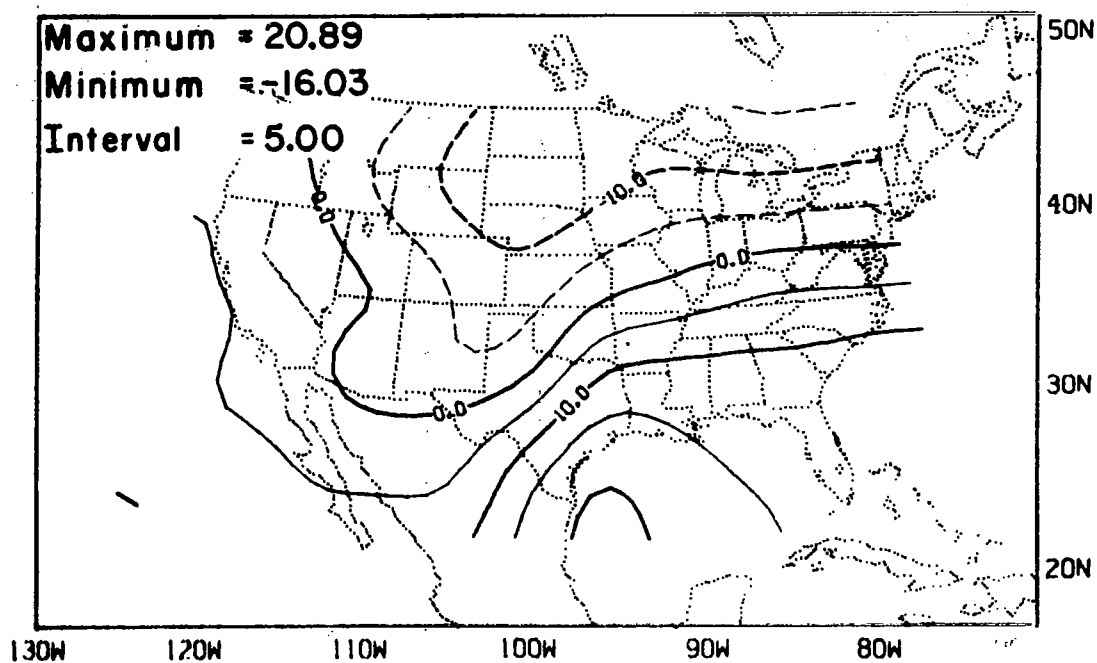 Maximum = 20.89
Minimum = -16.03
Interval = 5.00
50N
40N
30N
20N
0.0
-10.0
0.0
0.0
10.0
130W
120W
110W
100W
90W
80W